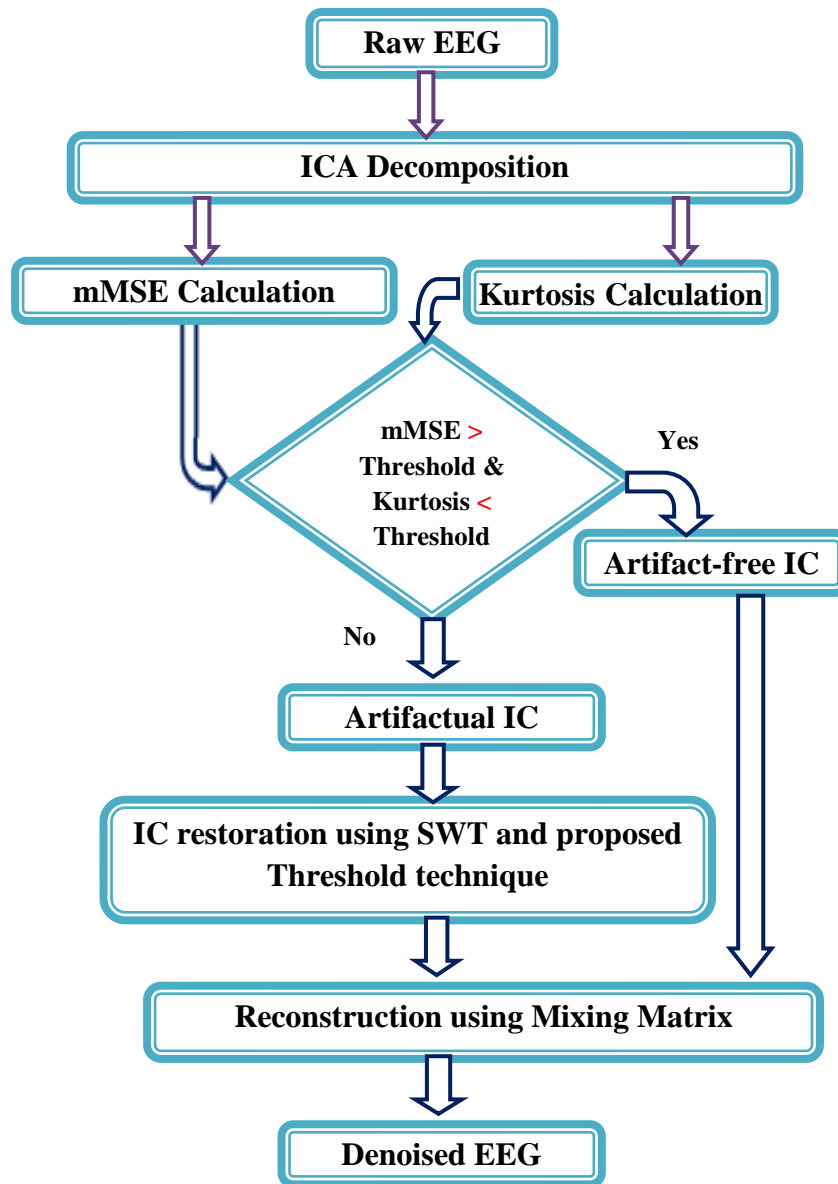 Raw EEG
ICA Decomposition
mMSE Calculation
Kurtosis Calculation
mMSE >
Threshold &
Kurtosis <
Threshold
Yes
Artifact-free IC
No
Artifactual IC
IC restoration using SWT and proposed
Threshold technique
Reconstruction using Mixing Matrix
Denoised EEG